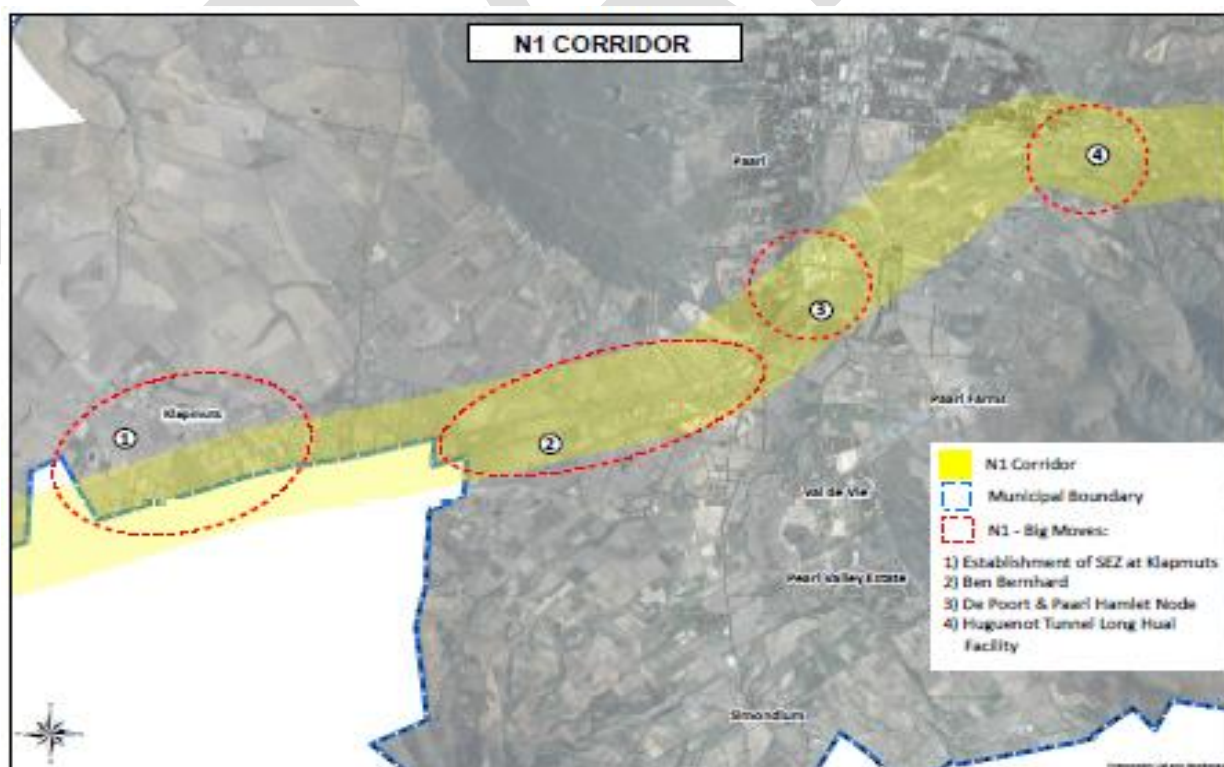 N1 CORRIDOR
Paarl
4
3
Klapmuts
1
2
Paarl Farms
Val de Vie
Pearl Valley Estate
Simondium
N1 Corridor
Municipal Boundary
N1 - Big Moves:
1) Establishment of SEZ at Klapmuts
2) Ben Bernhard
3) De Poort & Paarl Hamlet Node
4) Huguenot Tunnel Long Hual
Facility